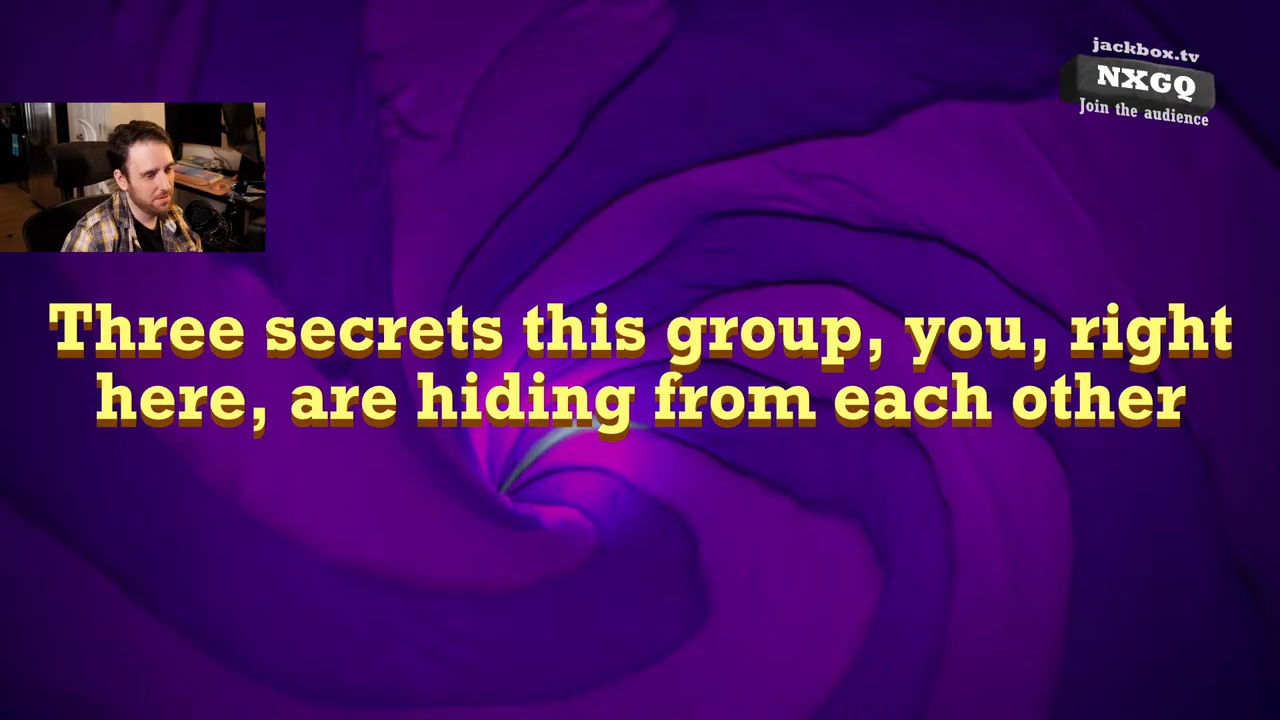 jackbox.tv
NXGQ
Join the audience
Three secrets this group, you, right
here, are hiding from each other